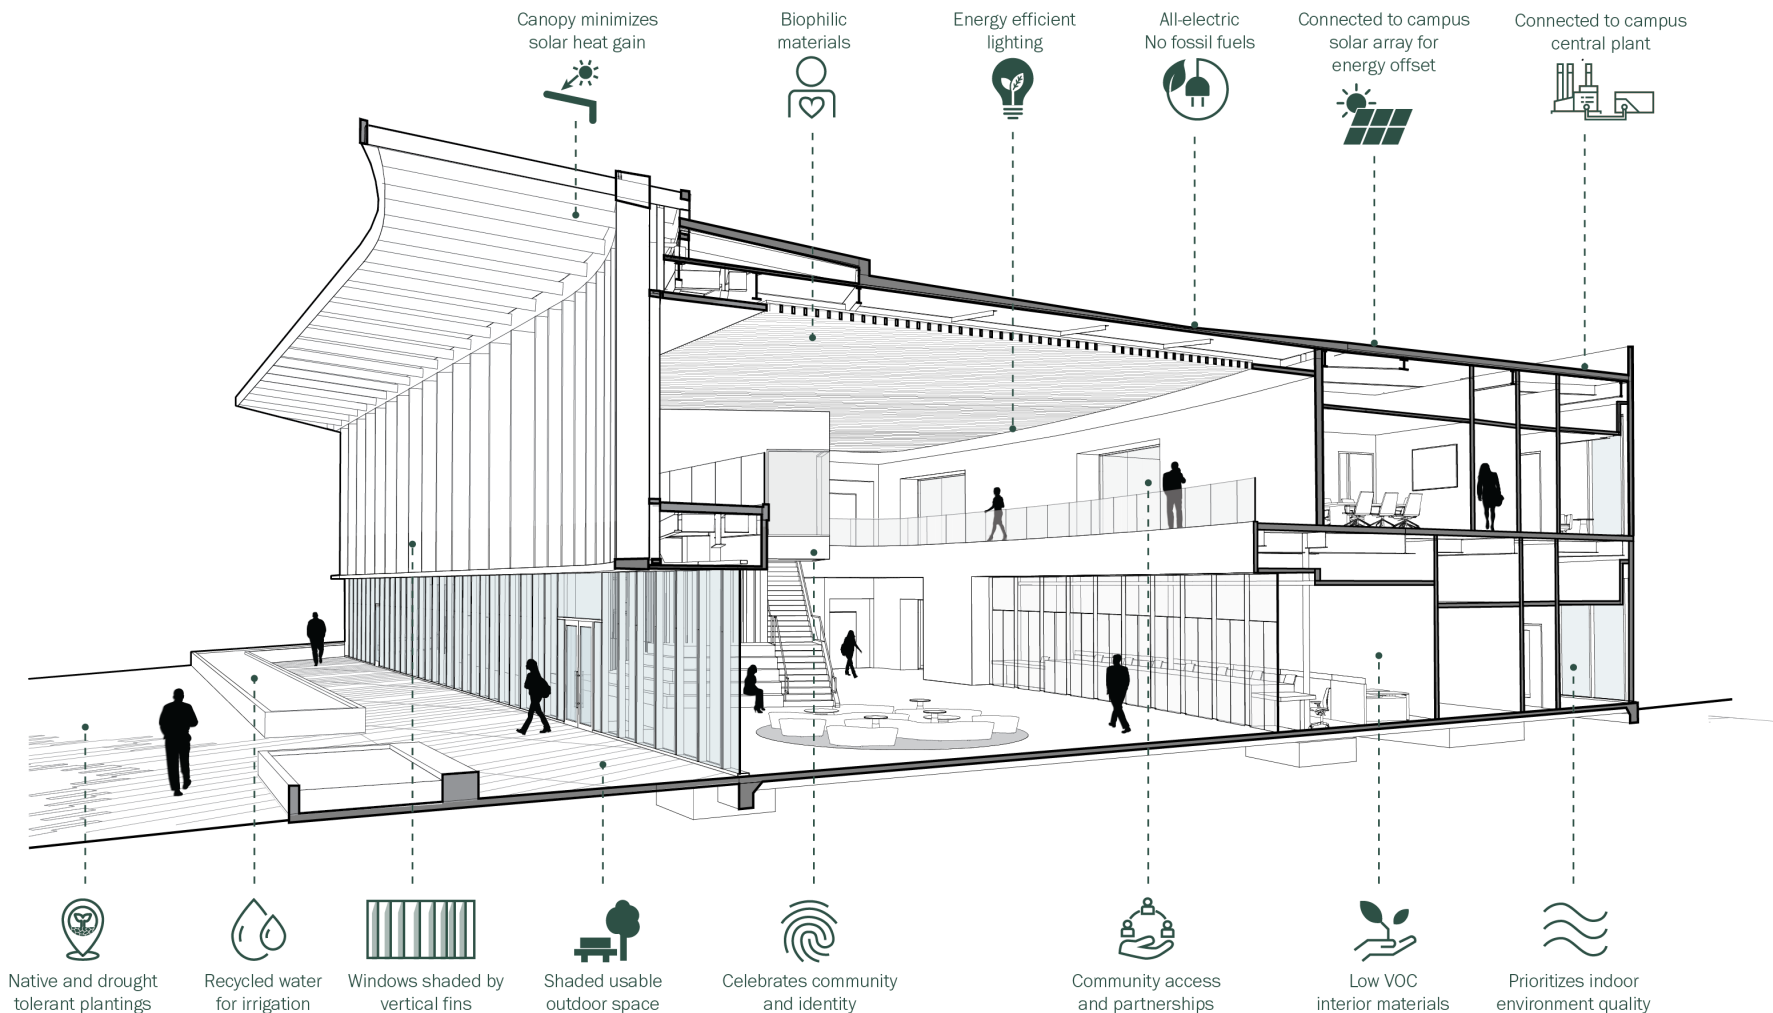 Canopy minimizes
solar heat gain
Biophilic
materials
Energy efficient
lighting
All-electric
No fossil fuels
Connected to campus
solar array for
energy offset
Connected to campus
central plant
Native and drought
tolerant plantings
Recycled water
for irrigation
Windows shaded by
vertical fins
Shaded usable
outdoor space
Celebrates community
and identity
Community access
and partnerships
Low VOC
interior materials
Prioritizes indoor
environment quality